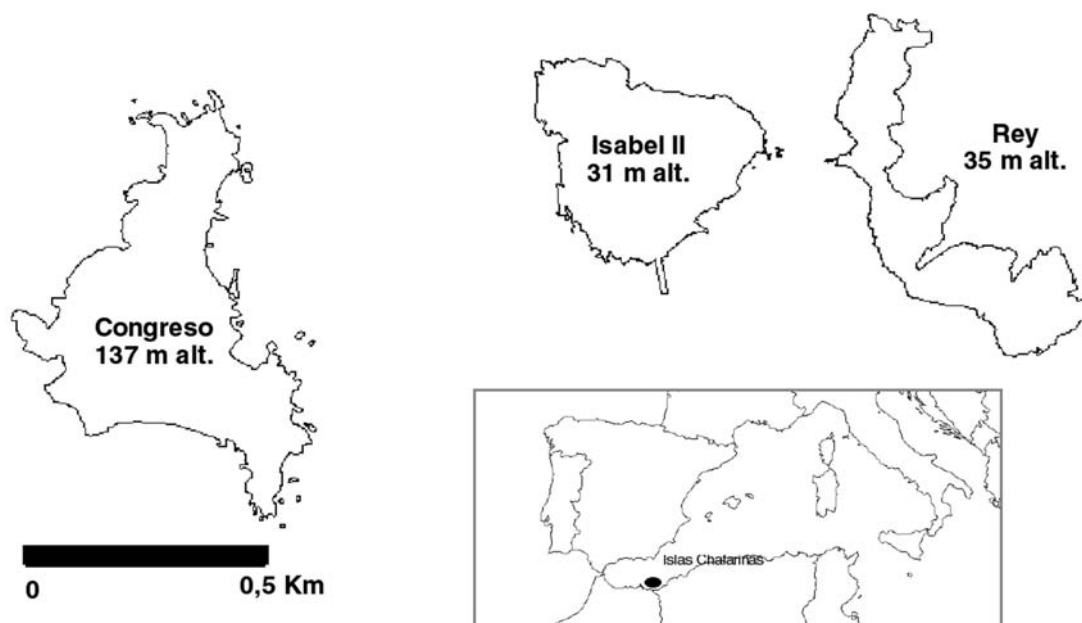 Isabel II
31 m alt.
Rey
35 m alt.
Congreso
137 m alt.
Islas Chafarinas
0
0,5 Km